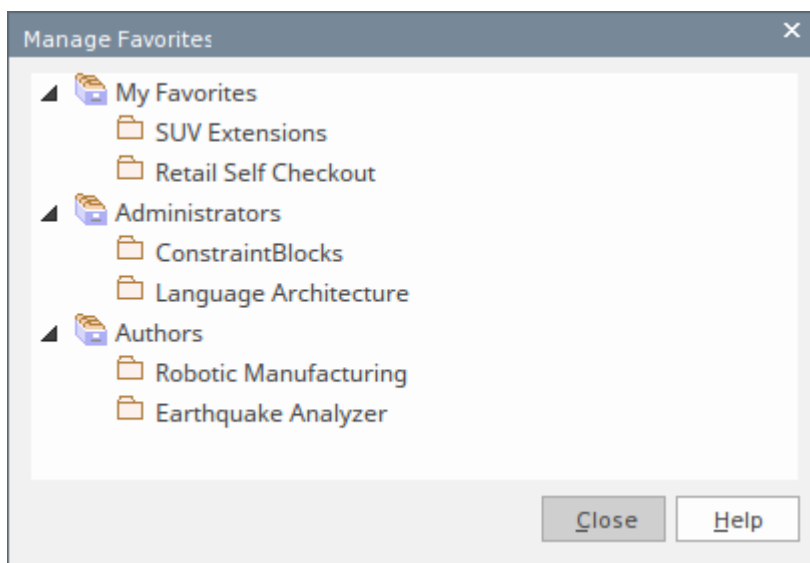 Manage Favorites
My Favorites
SUV Extensions
Retail Self Checkout
Administrators
ConstraintBlocks
Language Architecture
Authors
Robotic Manufacturing
Earthquake Analyzer
Close Help